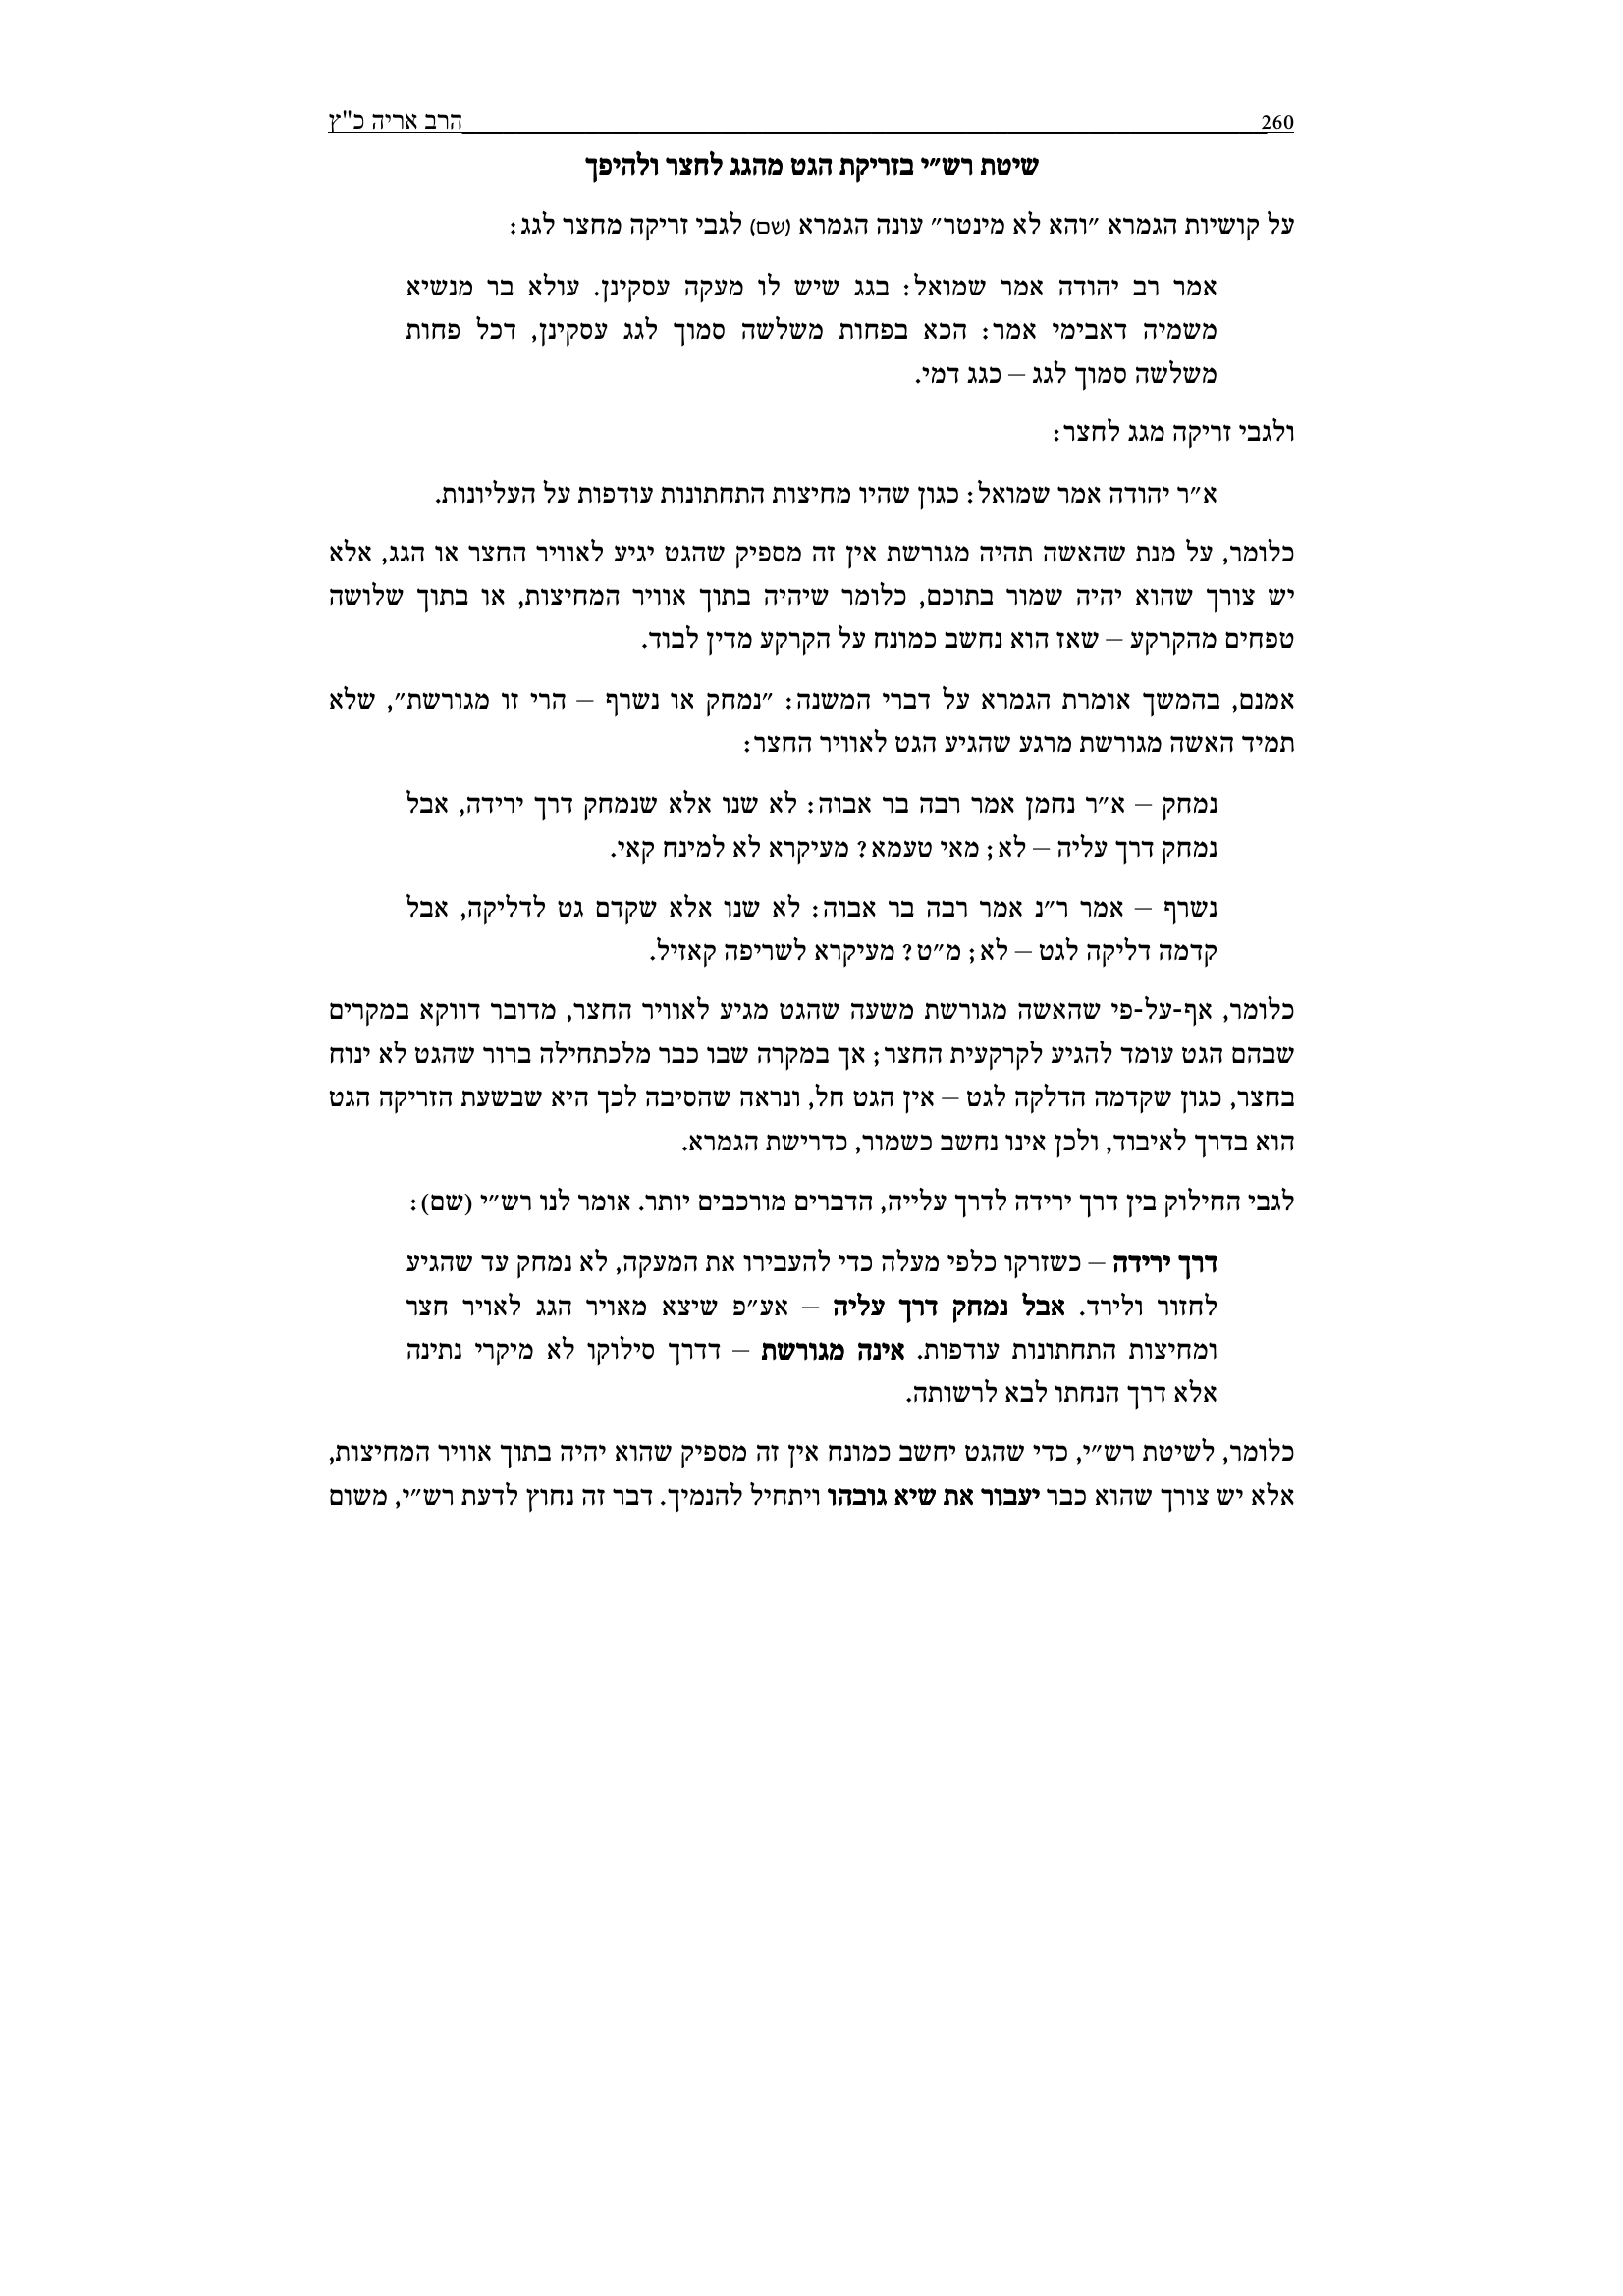 260 הרב אריה כ"ץ
שיטת רש״י בזריקת הגט מהגג לחצר ולהיפך
על קושיות הגמרא ״והא לא מינטר״ עונה הגמרא (שם) לגבי זריקה מחצר לגג:
אמר רב יהודה אמר שמואל: בגג שיש לו מעקה עסקינן. עולא בר מנשיא
משמיה דאבימי אמר: הכא בפחות משלשה סמוך לגג עסקינן, דכל פחות
משלשה סמוך לגג – כגג דמי.
ולגבי זריקה מגג לחצר:
א״ר יהודה אמר שמואל: כגון שהיו מחיצות התחתונות עודפות על העליונות.
כלומר, על מנת שהאשה תהיה מגורשת אין זה מספיק שהגט יגיע לאוויר החצר או הגג, אלא
יש צורך שהוא יהיה שמור בתוכם, כלומר שיהיה בתוך אוויר המחיצות, או בתוך שלושה
טפחים מהקרקע – שאז הוא נחשב כמונח על הקרקע מדין לבוד.
אמנם, בהמשך אומרת הגמרא על דברי המשנה: ״נמחק או נשרף – הרי זו מגורשת״, שלא
תמיד האשה מגורשת מרגע שהגיע הגט לאוויר החצר:
נמחק – א״ר נחמן אמר רבה בר אבוה: לא שנו אלא שנמחק דרך ירידה, אבל
נמחק דרך עליה – לא; מאי טעמא? מעיקרא לא למינח קאי.
נשרף – אמר ר״נ אמר רבה בר אבוה: לא שנו אלא שקדם גט לדליקה, אבל
קדמה דליקה לגט – לא; מ״ט? מעיקרא לשריפה קאזיל.
כלומר, אף-על-פי שהאשה מגורשת משעה שהגט מגיע לאוויר החצר, מדובר דווקא במקרים
שבהם הגט עומד להגיע לקרקעית החצר; אך במקרה שבו כבר מלכתחילה ברור שהגט לא ינוח
בחצר, כגון שקדמה הדלקה לגט – אין הגט חל, ונראה שהסיבה לכך היא שבשעת הזריקה הגט
הוא בדרך לאיבוד, ולכן אינו נחשב כשמור, כדרישת הגמרא.
לגבי החילוק בין דרך ירידה לדרך עלייה, הדברים מורכבים יותר. אומר לנו רש״י (שם):
דרך ירידה – כשזרקו כלפי מעלה כדי להעבירו את המעקה, לא נמחק עד שהגיע
לחזור ולירד. אבל נמחק דרך עליה – אע״פ שיצא מאויר הגג לאויר חצר
ומחיצות התחתונות עודפות. אינה מגורשת – דדרך סילוקו לא מיקרי נתינה
אלא דרך הנחתו לבא לרשותה.
כלומר, לשיטת רש״י, כדי שהגט יחשב כמונח אין זה מספיק שהוא יהיה בתוך אוויר המחיצות,
אלא יש צורך שהוא כבר יעבור את שיא גובהו ויתחיל להנמיך. דבר זה נחוץ לדעת רש״י, משום